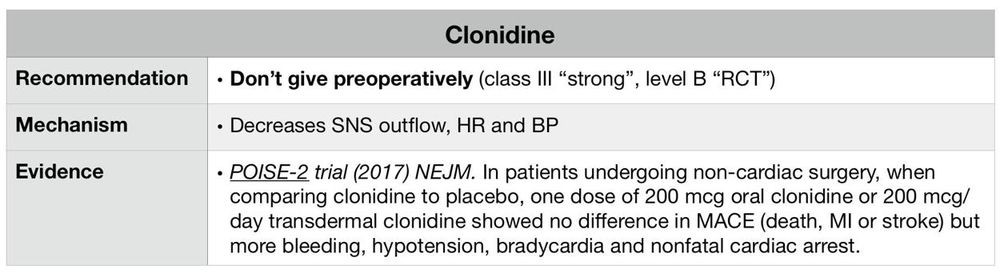 Clonidine
Recommendation
• Don’t give preoperatively (class III “strong”, level B “RCT”)
Mechanism
• Decreases SNS outflow, HR and BP
Evidence
• POISE-2 trial (2017) NEJM. In patients undergoing non-cardiac surgery, when
comparing clonidine to placebo, one dose of 200 mcg oral clonidine or 200 mcg/
day transdermal clonidine showed no difference in MACE (death, MI or stroke) but
more bleeding, hypotension, bradycardia and nonfatal cardiac arrest.